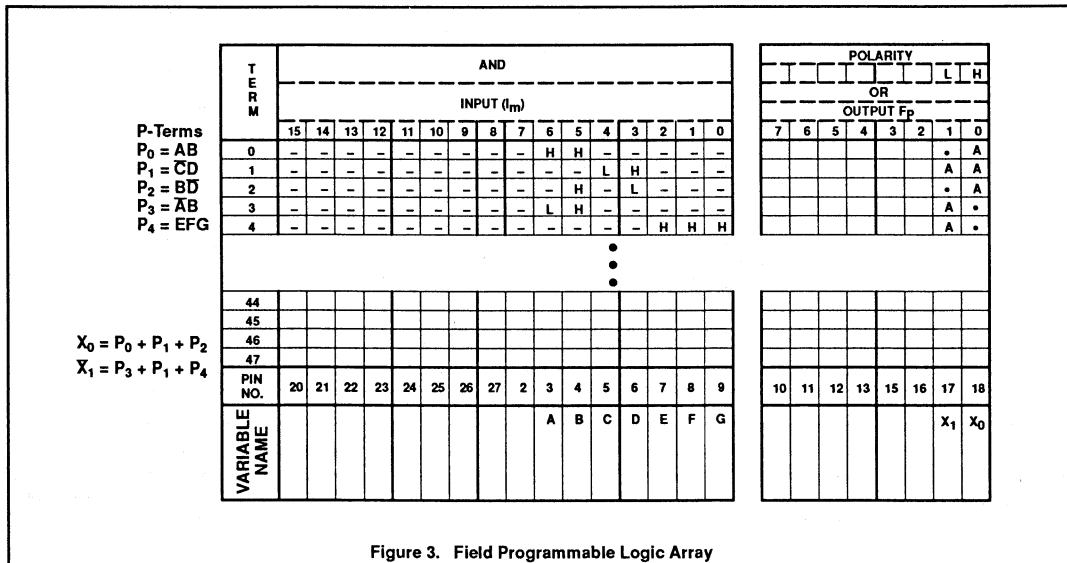 TERM
AND
INPUT (Im)
15 14 13 12 11 10 9 8 7 6 5 4 3 2 1 0
POLARITY
L H
OR
OUTPUT Fp
7 6 5 4 3 2 1 0
P-Terms
P0 = AB 0 – – – – – – – – – H H – – – – – • A
P1 = C̅D 1 – – – – – – – – – – – L H – – – A A
P2 = BD̅ 2 – – – – – – – – – – H – L – – – • A
P3 = A̅B 3 – – – – – – – – – L H – – – – – A •
P4 = EFG 4 – – – – – – – – – – – – – H H H A •
44
45
46
47
X0 = P0 + P1 + P2
X̅1 = P3 + P1 + P4
PIN NO. 20 21 22 23 24 25 26 27 2 3 4 5 6 7 8 9 10 11 12 13 15 16 17 18
VARIABLE NAME A B C D E F G X1 X0
Figure 3. Field Programmable Logic Array